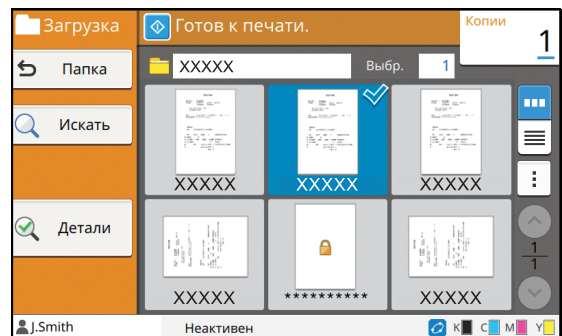 Загрузка
Готов к печати.
Копии
1
Папка
XXXXX
Выбр.
1
Искать
XXXXX
XXXXX
XXXXX
Детали
1
1
XXXXX
**********
XXXXX
J.Smith
Неактивен
K
C
M
Y